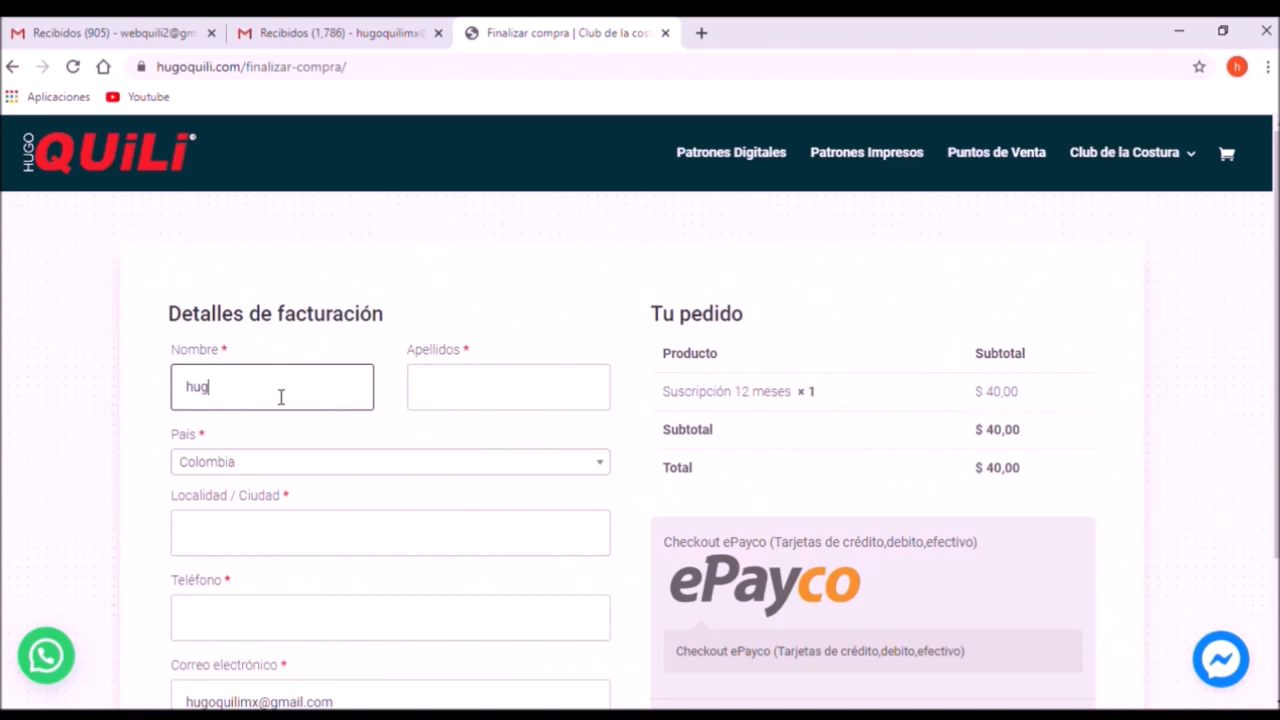 Recibidos (905) - webquili2@gm
Recibidos (1,786) - hugoquilimx
Finalizar compra | Club de la cos
hugoquili.com/finalizar-compra/
h
Aplicaciones
Youtube
HUGO QUiLi
Patrones Digitales
Patrones Impresos
Puntos de Venta
Club de la Costura
Detalles de facturación
Nombre *
hug
Apellidos *
País *
Colombia
Localidad / Ciudad *
Teléfono *
Correo electrónico *
hugoquilimx@gmail.com
Tu pedido
Producto Subtotal
Suscripción 12 meses × 1 $ 40,00
Subtotal $ 40,00
Total $ 40,00
Checkout ePayco (Tarjetas de crédito,debito,efectivo)
ePayco
Checkout ePayco (Tarjetas de crédito,debito,efectivo)